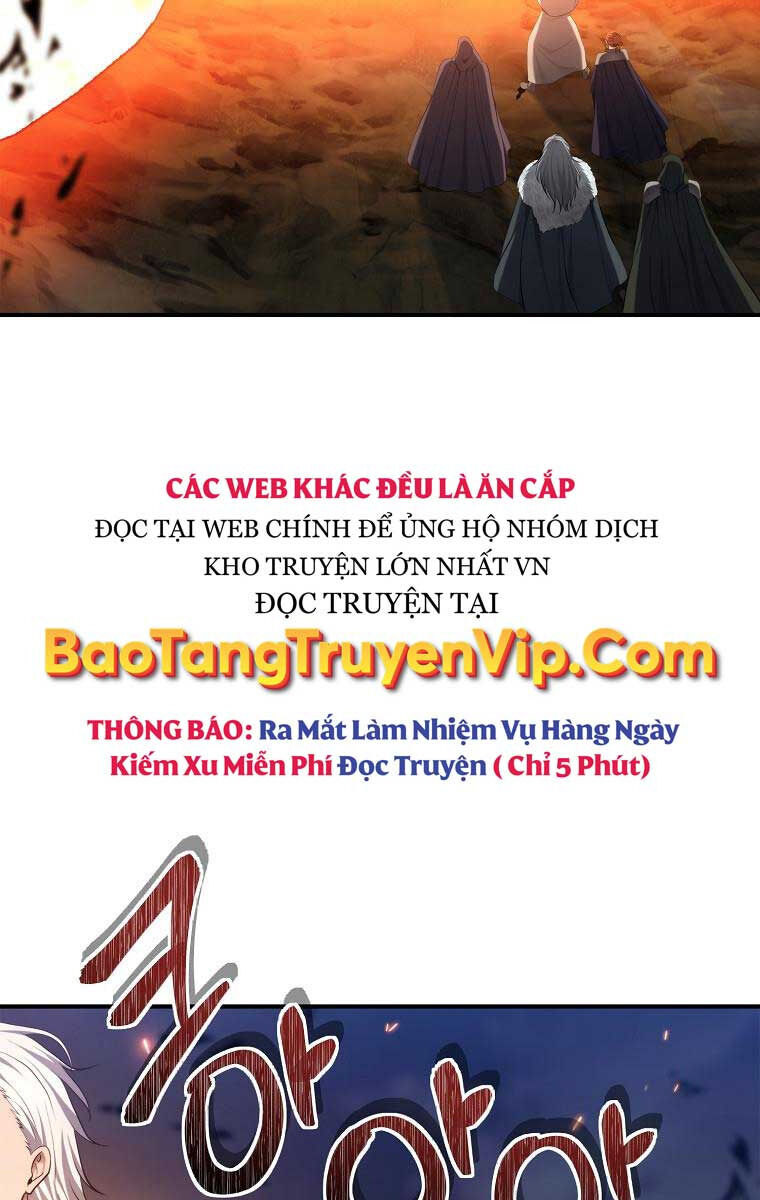 CÁC WEB KHÁC ĐỀU LÀ ĂN CẮP
ĐỌC TẠI WEB CHÍNH ĐỂ ỦNG HỘ NHÓM DỊCH
KHO TRUYỆN LỚN NHẤT VN
ĐỌC TRUYỆN TẠI
BaoTangTruyenVip.Com
THÔNG BÁO: Ra Mắt Làm Nhiệm Vụ Hàng Ngày
Kiếm Xu Miễn Phí Đọc Truyện ( Chỉ 5 Phút)
콰아아아